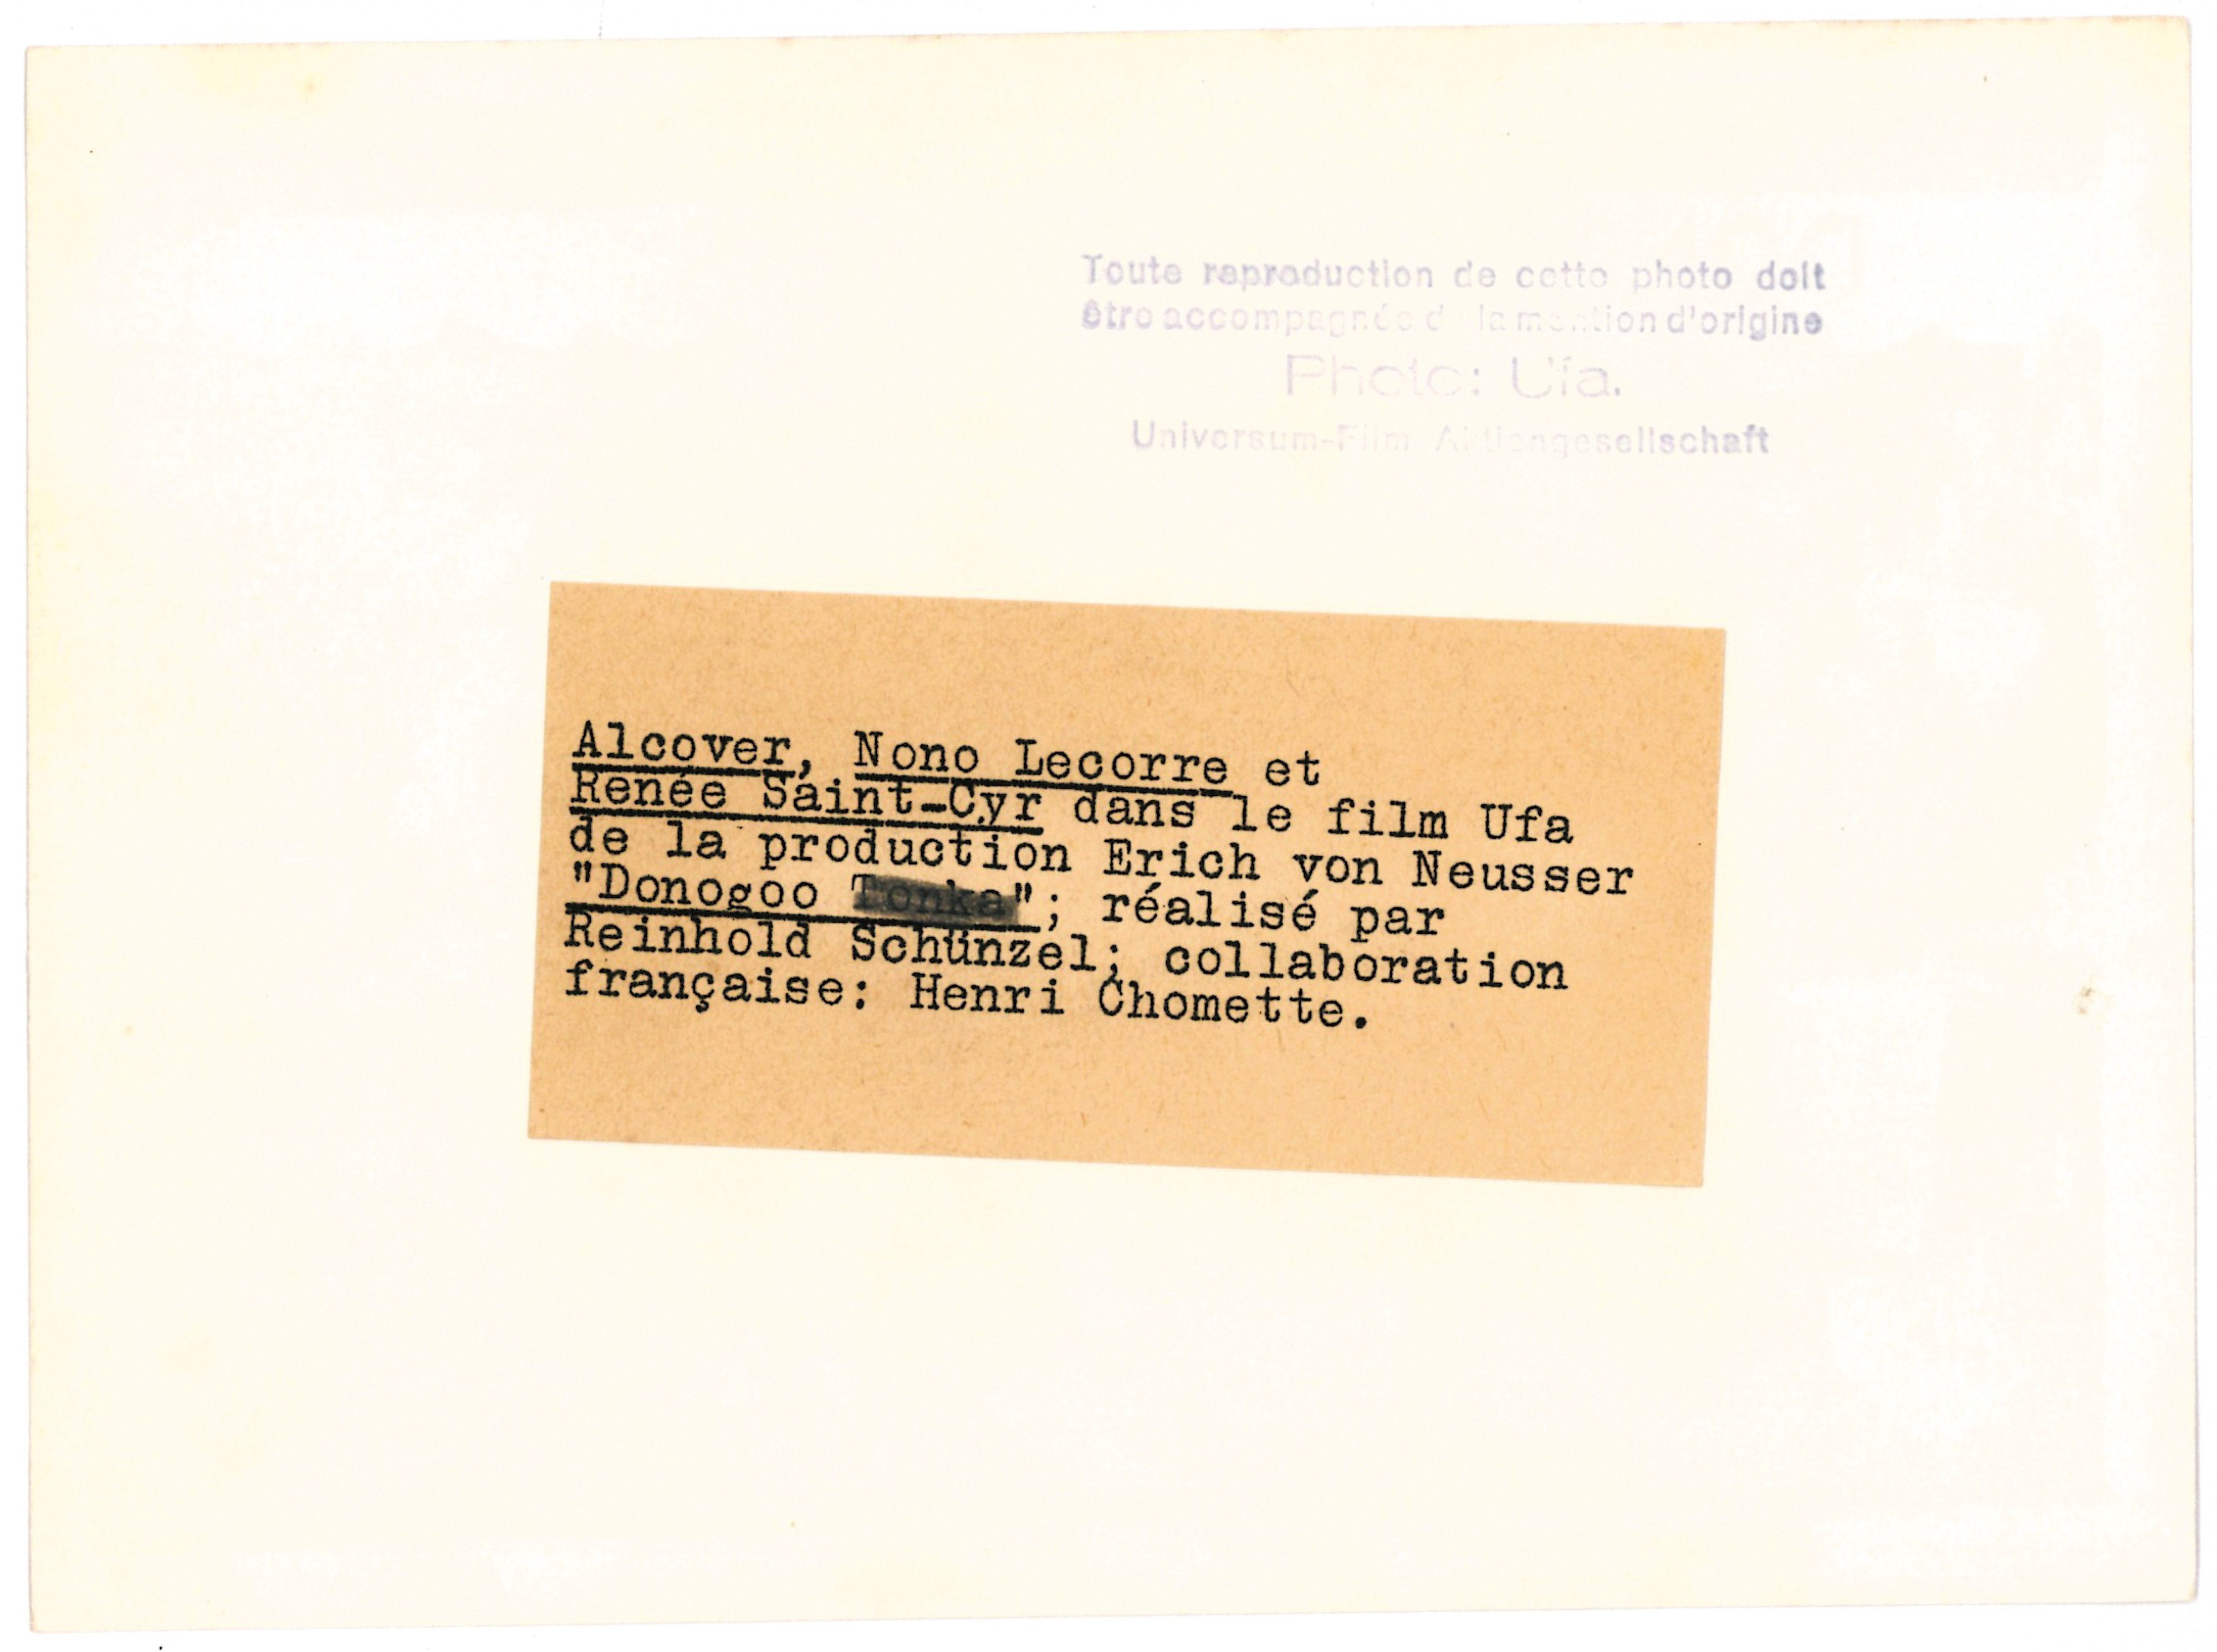 Toute reproduction de cette photo doit
être accompagnée de la mention d'origine
Photo: Ufa.
Universum-Film Aktiengesellschaft
Alcover, Nono Lecorre et
Renée Saint-Cyr dans le film Ufa
de la production Erich von Neusser
"Donogoo Tonka"; réalisé par
Reinhold Schünzel; collaboration
française: Henri Chomette.